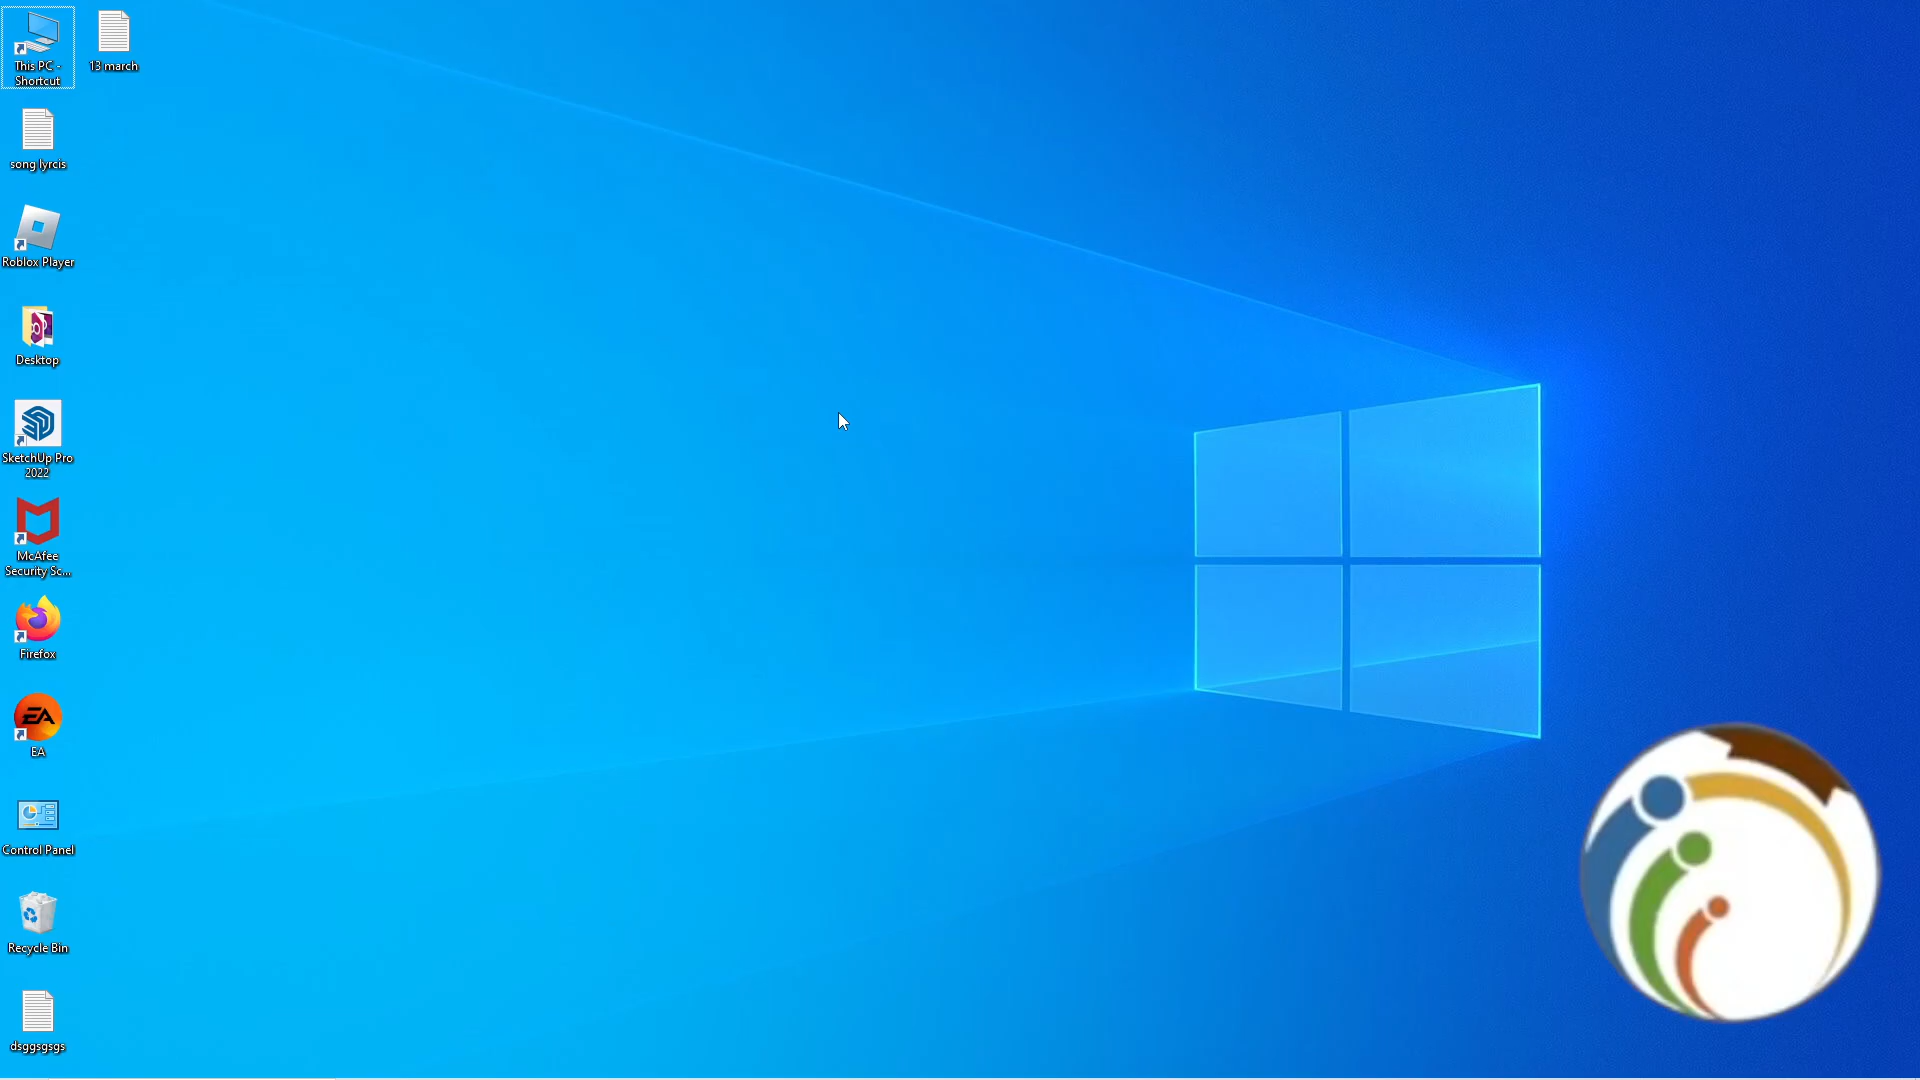 This PC -
Shortcut
13 march
song lyrcis
Roblox Player
Desktop
SketchUp Pro
2022
McAfee
Security Sc...
Firefox
EA
EA
Control Panel
Recycle Bin
dsggsgsgs